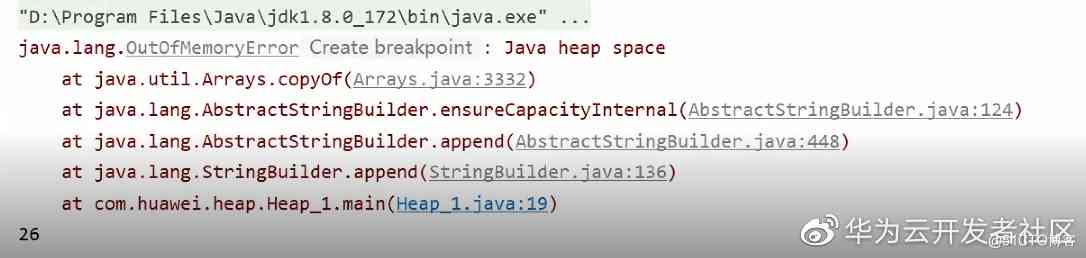 "D:\Program Files\Java\jdk1.8.0_172\bin\java.exe" ...
java.lang.OutOfMemoryError Create breakpoint : Java heap space
at java.util.Arrays.copyOf(Arrays.java:3332)
at java.lang.AbstractStringBuilder.ensureCapacityInternal(AbstractStringBuilder.java:124)
at java.lang.AbstractStringBuilder.append(AbstractStringBuilder.java:448)
at java.lang.StringBuilder.append(StringBuilder.java:136)
at com.huawei.heap.Heap_1.main(Heap_1.java:19)
26
华为云开发者社区
@51CTO博客